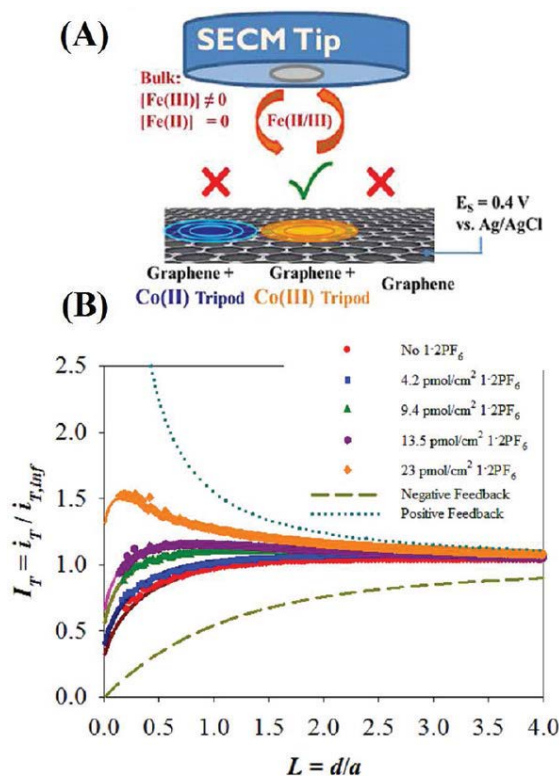 (A)
SECM Tip
Bulk:
[Fe(III)] ≠ 0
[Fe(II)] = 0
Fe(II/III)
E_S = 0.4 V
vs. Ag/AgCl
Graphene + Graphene + Graphene
Co(II) Tripod Co(III) Tripod
(B)
2.5
2.0
1.5
1.0
0.5
0.0
I_T = i_T / i_T,Inf
No 1·2PF₆
4.2 pmol/cm² 1·2PF₆
9.4 pmol/cm² 1·2PF₆
13.5 pmol/cm² 1·2PF₆
23 pmol/cm² 1·2PF₆
Negative Feedback
Positive Feedback
0.0 0.5 1.0 1.5 2.0 2.5 3.0 3.5 4.0
L = d/a